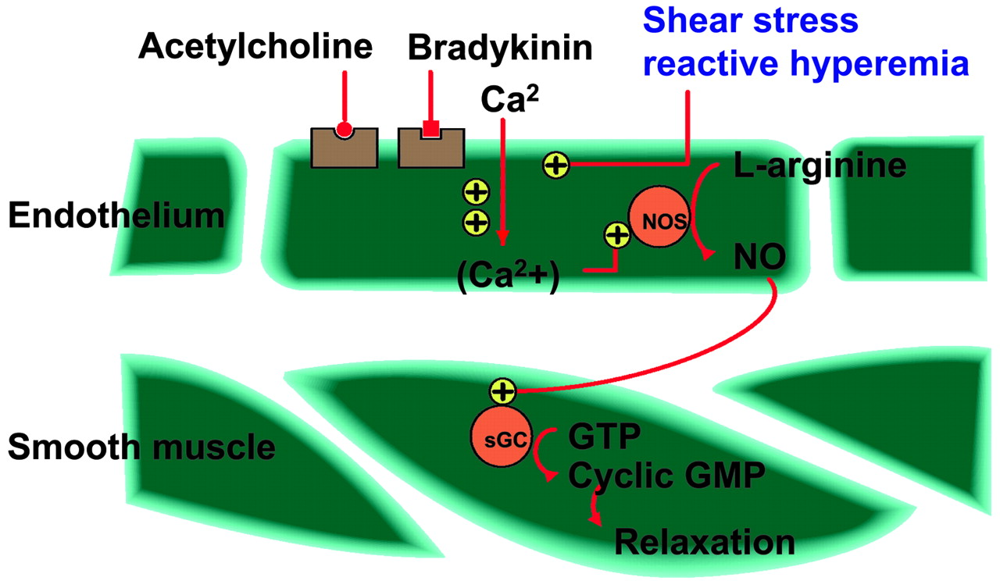 Shear stress
reactive hyperemia
Acetylcholine
Bradykinin
Ca²
+
L-arginine
+
Endothelium
+
NOS
+
NO
(Ca²+)
+
sGC
GTP
Smooth muscle
Cyclic GMP
Relaxation